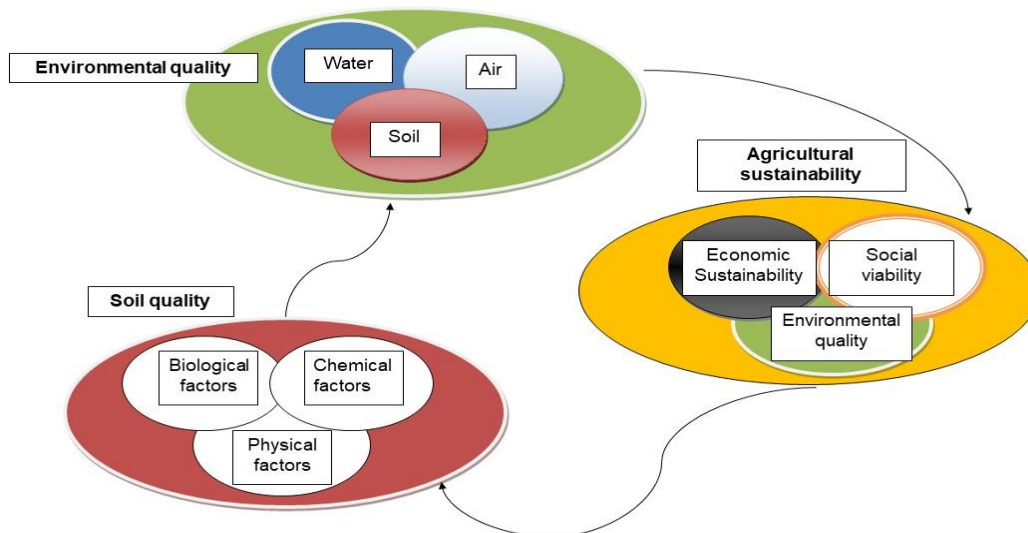 Environmental quality
Water
Air
Soil
Agricultural
sustainability
Economic
Sustainability
Social
viability
Environmental
quality
Soil quality
Biological
factors
Chemical
factors
Physical
factors